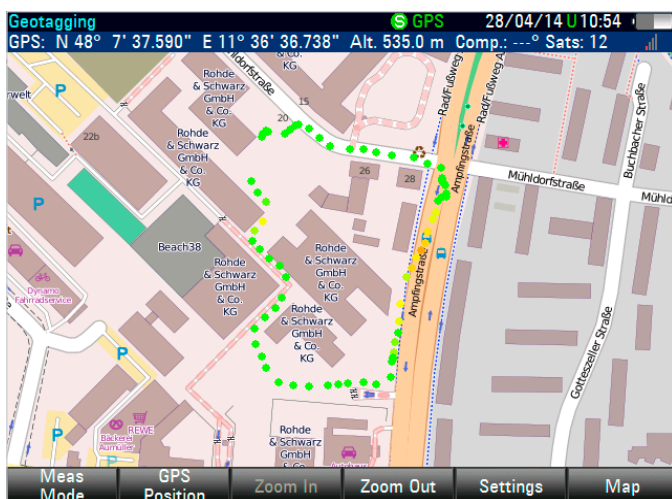 Geotagging
S GPS
28/04/14 U 10:54
GPS: N 48° 7' 37.590" E 11° 36' 36.738" Alt. 535.0 m Comp.: ---° Sats: 12
P
Rohde
& Schwarz
GmbH
& Co.
KG
ühldorfstraße
15
20
22b
Rohde
& Schwarz
GmbH
& Co.
KG
Rad/Fußweg
Rad/Fußweg A
Ampfingstraße
Buchbacher Straße
rwelt
26
28
Mühldorfstraße
Mühld
P
Beach38
Rohde
& Schwarz
GmbH
& Co.
KG
Rohde
& Schwarz
GmbH
& Co.
KG
Ampfingstraße
t
Dynamo
Fahrradservice
Rohde
& Schwarz
GmbH
& Co.
KG
Gotteszeller Straße
P
REWE
Bäckerei
Aumüller
P
Rohde
& Schwarz
GmbH
& Co.
Meas
Mode
GPS
Position
Zoom In
Zoom Out
Settings
Map